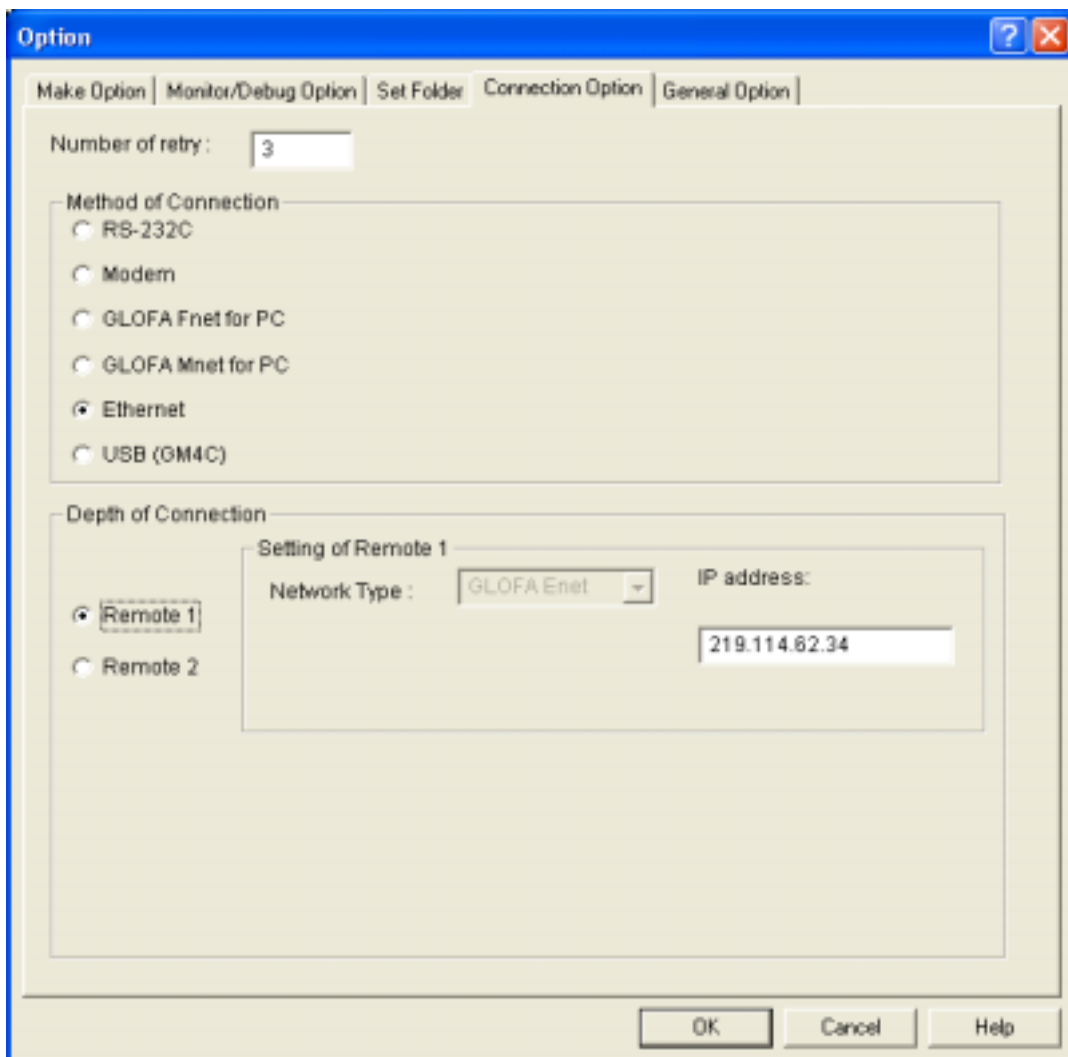 Option
Make Option Monitor/Debug Option Set Folder Connection Option General Option
Number of retry : 3
Method of Connection
RS-232C
Modem
GLOFA Fnet for PC
GLOFA Mnet for PC
Ethernet
USB (GM4C)
Depth of Connection
Setting of Remote 1
Network Type : GLOFA Enet IP address:
Remote 1
219.114.62.34
Remote 2
OK Cancel Help